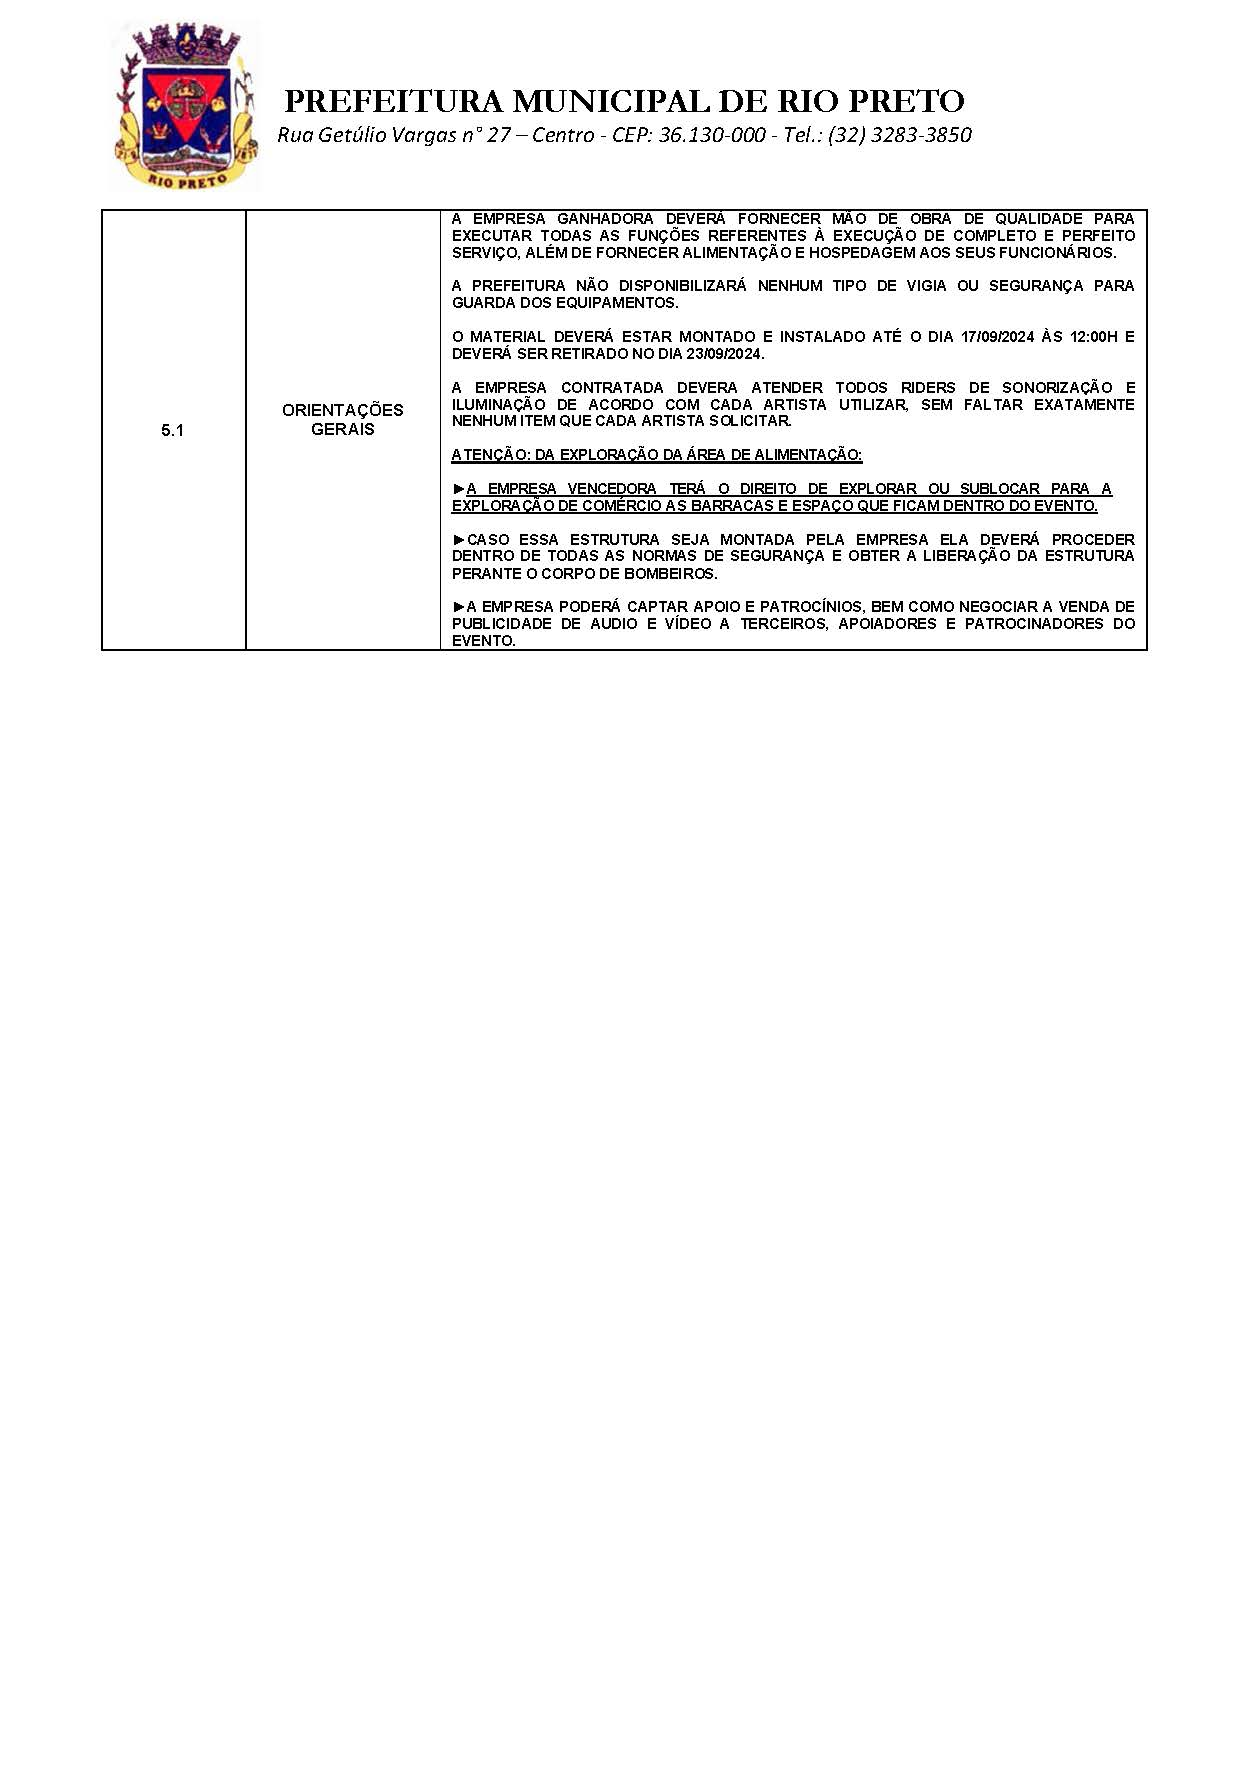 RIO PRETO
PREFEITURA MUNICIPAL DE RIO PRETO
Rua Getúlio Vargas n° 27 – Centro - CEP: 36.130-000 - Tel.: (32) 3283-3850
5.1
ORIENTAÇÕES
GERAIS
A EMPRESA GANHADORA DEVERÁ FORNECER MÃO DE OBRA DE QUALIDADE PARA
EXECUTAR TODAS AS FUNÇÕES REFERENTES À EXECUÇÃO DE COMPLETO E PERFEITO
SERVIÇO, ALÉM DE FORNECER ALIMENTAÇÃO E HOSPEDAGEM AOS SEUS FUNCIONÁRIOS.
A PREFEITURA NÃO DISPONIBILIZARÁ NENHUM TIPO DE VIGIA OU SEGURANÇA PARA
GUARDA DOS EQUIPAMENTOS.
O MATERIAL DEVERÁ ESTAR MONTADO E INSTALADO ATÉ O DIA 17/09/2024 ÀS 12:00H E
DEVERÁ SER RETIRADO NO DIA 23/09/2024.
A EMPRESA CONTRATADA DEVERA ATENDER TODOS RIDERS DE SONORIZAÇÃO E
ILUMINAÇÃO DE ACORDO COM CADA ARTISTA UTILIZAR, SEM FALTAR EXATAMENTE
NENHUM ITEM QUE CADA ARTISTA SOLICITAR.
ATENÇÃO: DA EXPLORAÇÃO DA ÁREA DE ALIMENTAÇÃO:
►A EMPRESA VENCEDORA TERÁ O DIREITO DE EXPLORAR OU SUBLOCAR PARA A
EXPLORAÇÃO DE COMÉRCIO AS BARRACAS E ESPAÇO QUE FICAM DENTRO DO EVENTO.
►CASO ESSA ESTRUTURA SEJA MONTADA PELA EMPRESA ELA DEVERÁ PROCEDER
DENTRO DE TODAS AS NORMAS DE SEGURANÇA E OBTER A LIBERAÇÃO DA ESTRUTURA
PERANTE O CORPO DE BOMBEIROS.
►A EMPRESA PODERÁ CAPTAR APOIO E PATROCÍNIOS, BEM COMO NEGOCIAR A VENDA DE
PUBLICIDADE DE AUDIO E VÍDEO A TERCEIROS, APOIADORES E PATROCINADORES DO
EVENTO.